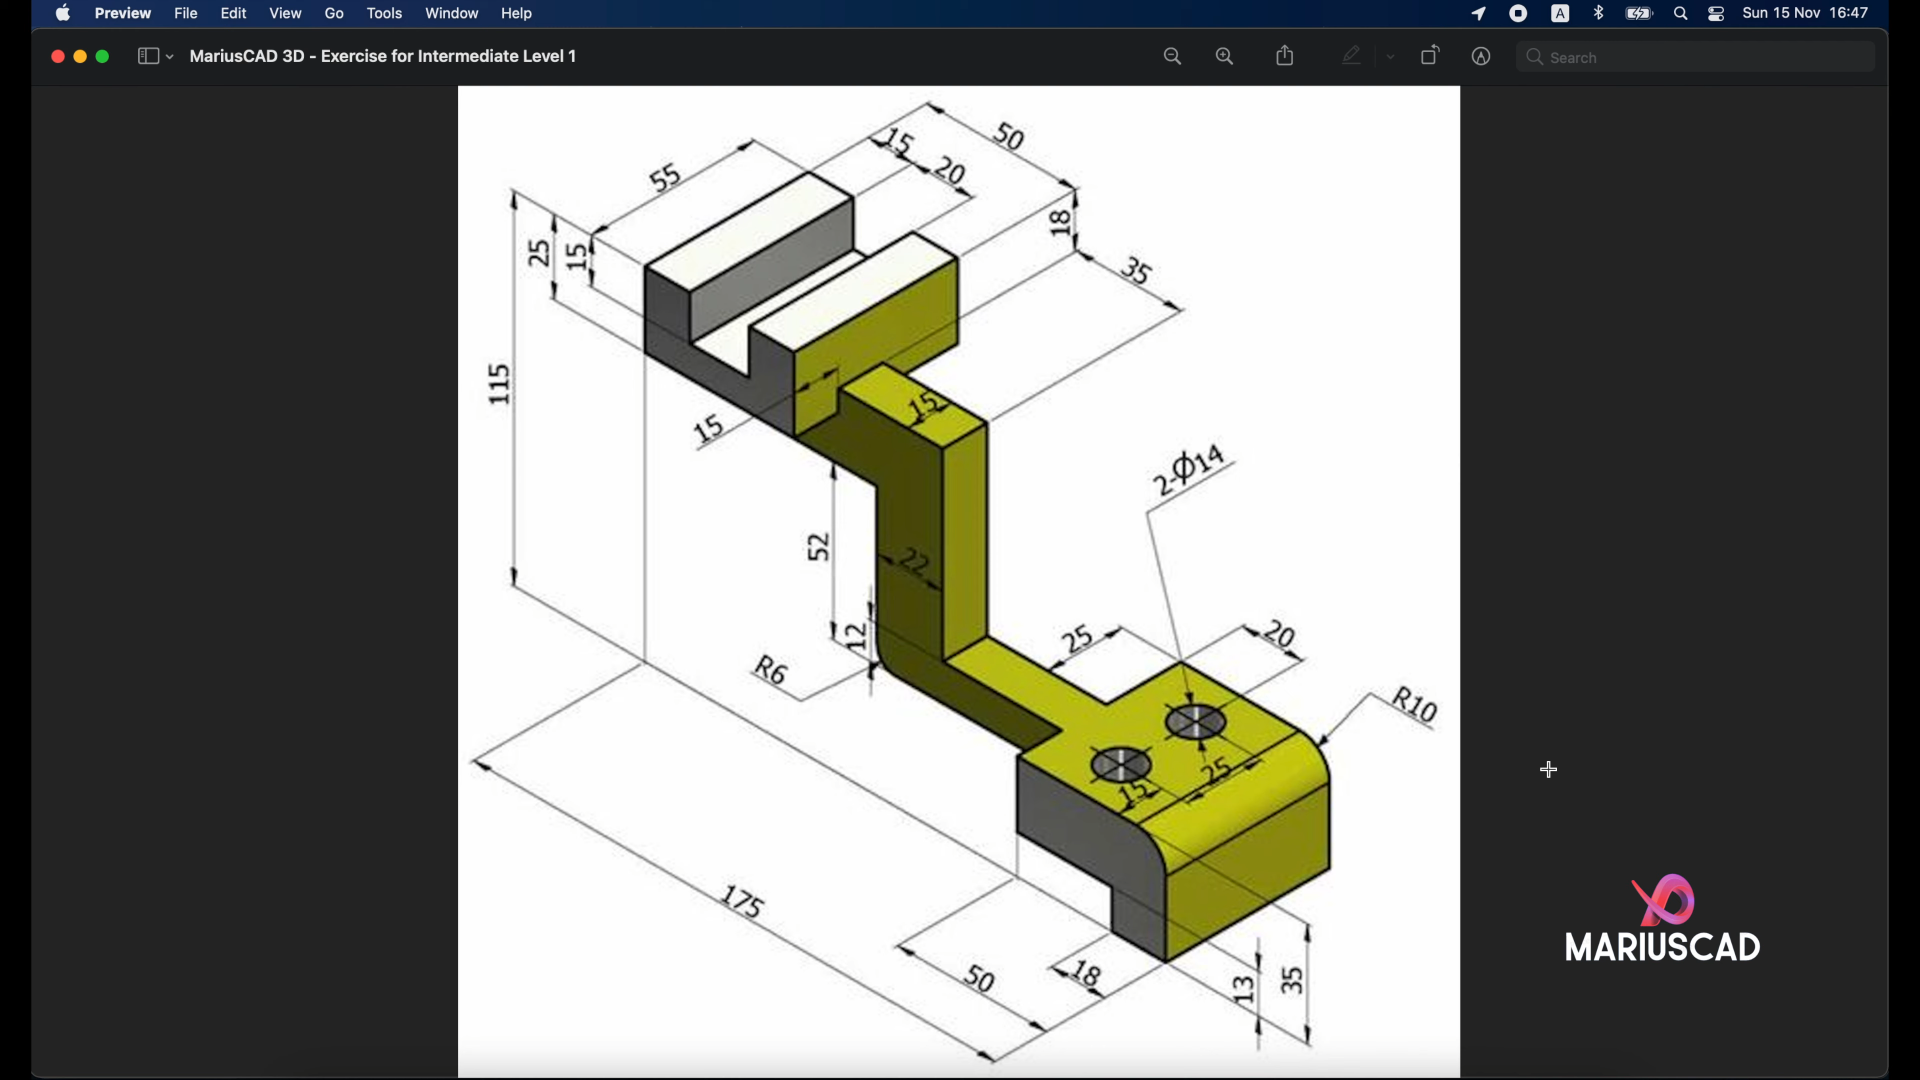 Preview File Edit View Go Tools Window Help
A
Sun 15 Nov 16:47
MariusCAD 3D - Exercise for Intermediate Level 1
Search
50
15
20
55
18
25
15
35
115
15
15
2-Ø14
52
22
12
25
20
R6
R10
25
15
175
50
18
13
35
MARIUSCAD